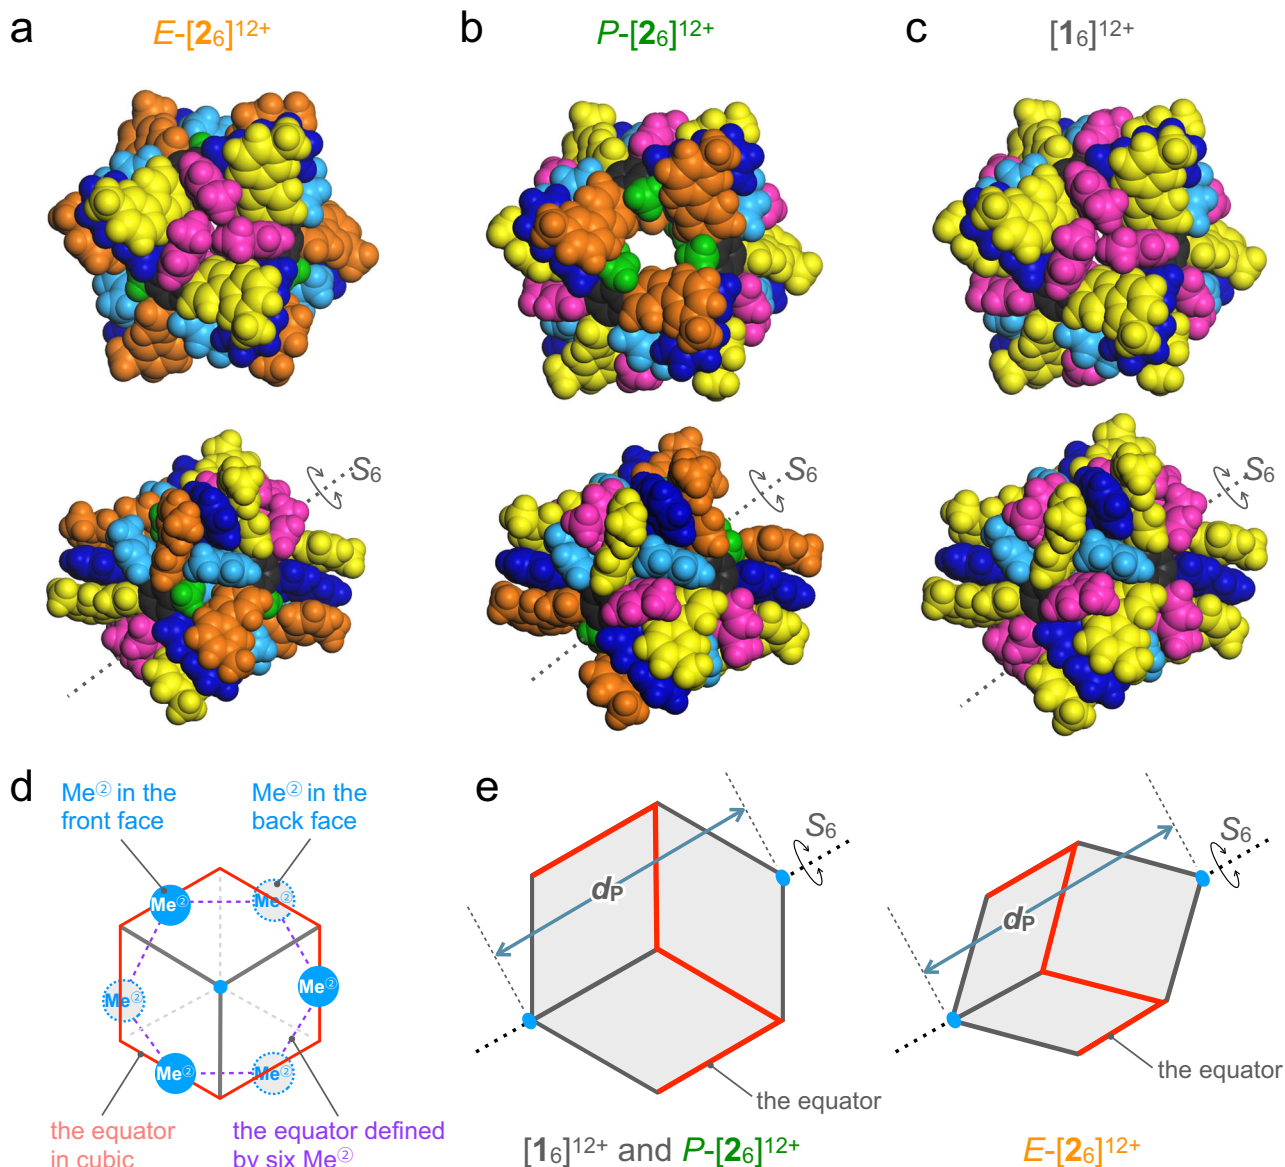 a
E-[2₆]¹²⁺
b
P-[2₆]¹²⁺
c
[1₆]¹²⁺
S₆
S₆
S₆
d
Me② in the
front face
Me② in the
back face
Me②
Me②
Me②
Me②
Me②
Me②
the equator
in cubic
the equator defined
by six Me②
e
dP
S₆
the equator
[1₆]¹²⁺ and P-[2₆]¹²⁺
dP
S₆
the equator
E-[2₆]¹²⁺